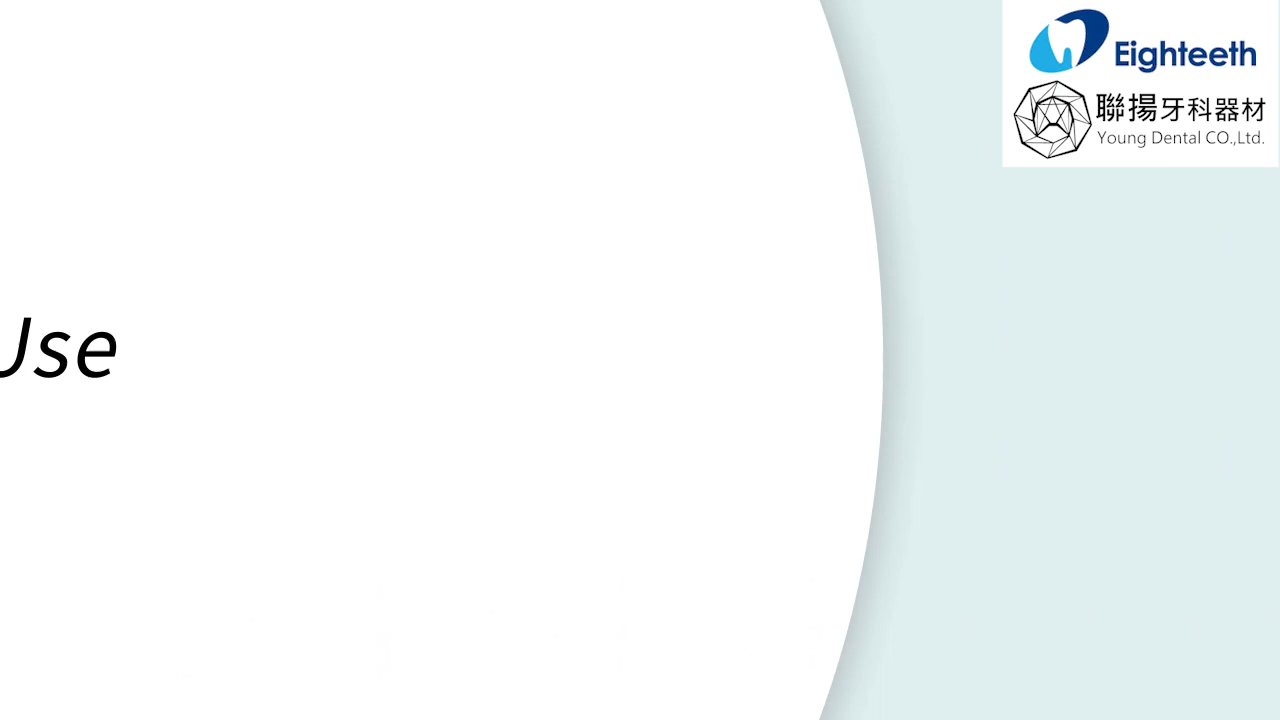 Eighteeth
聯揚牙科器材
Young Dental CO.,Ltd.
Use